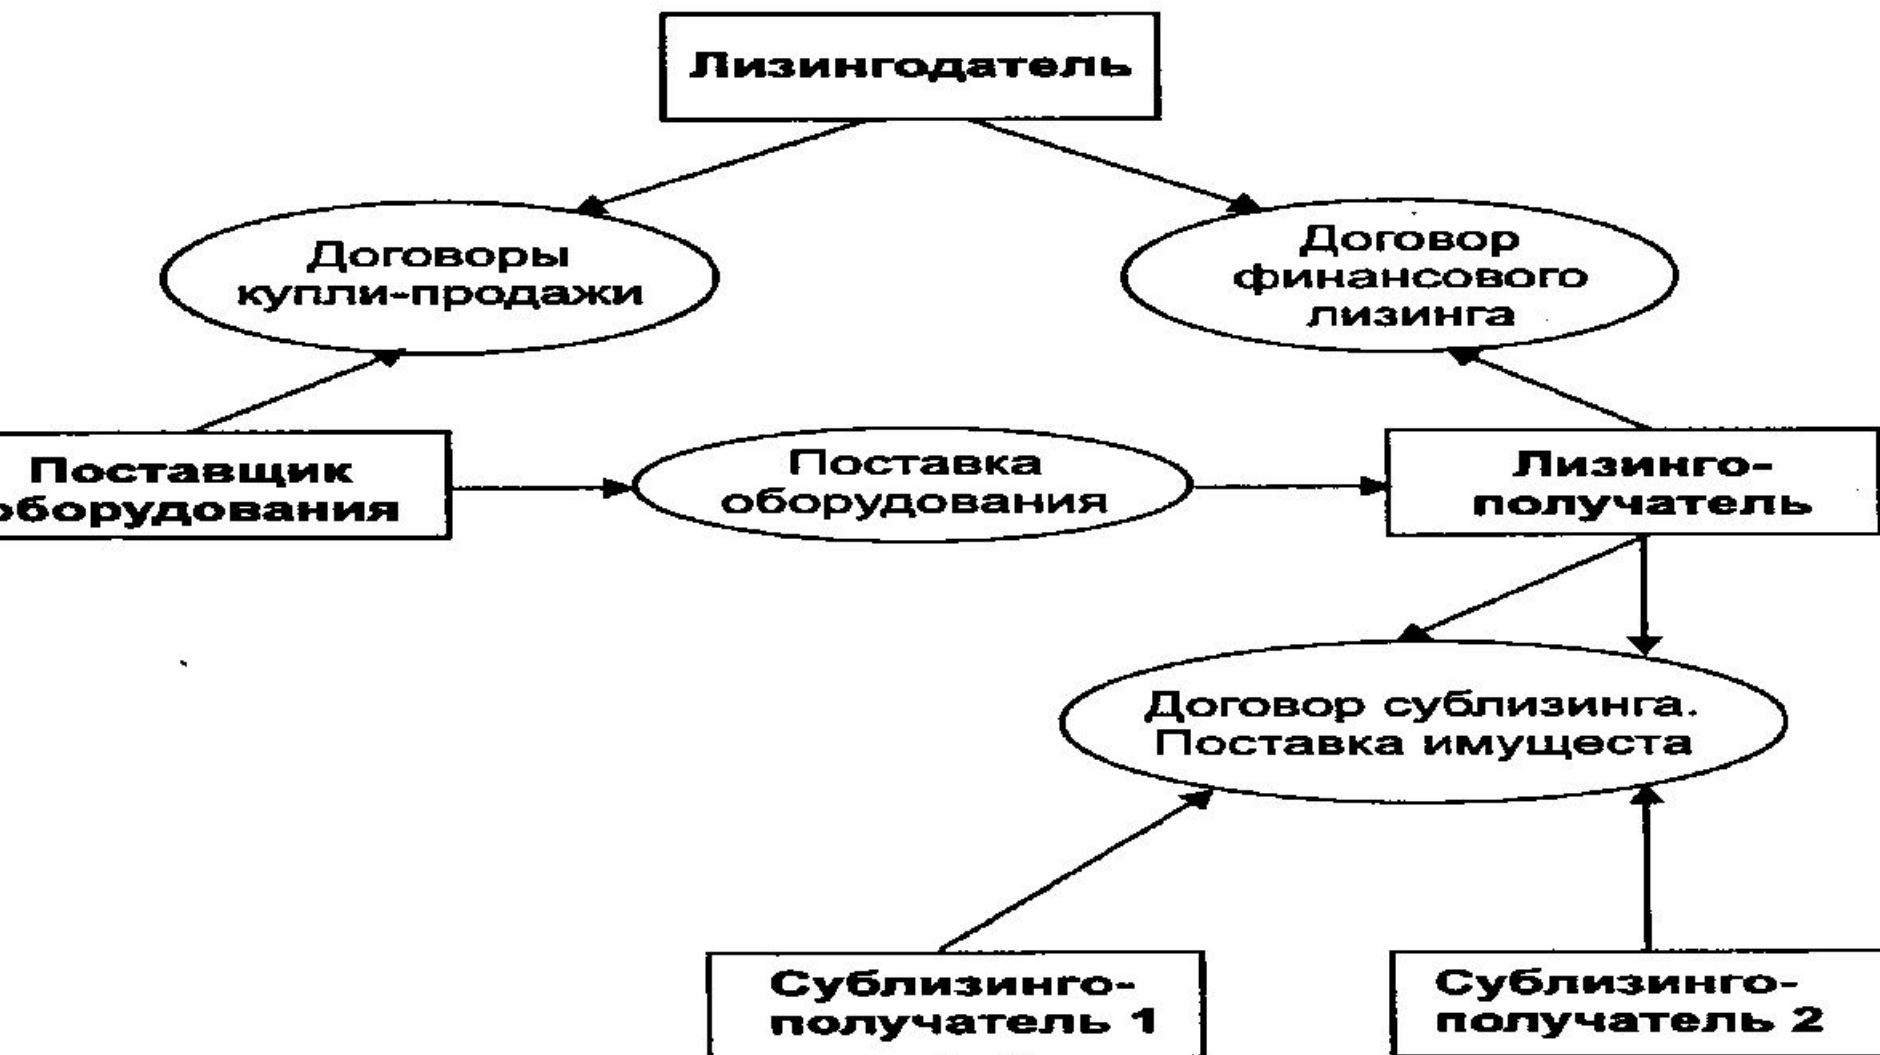 Лизингодатель
Договоры
купли-продажи
Договор
финансового
лизинга
Поставщик
оборудования
Поставка
оборудования
Лизинго-
получатель
Договор сублизинга.
Поставка имущеста
Сублизинго-
получатель 1
Сублизинго-
получатель 2